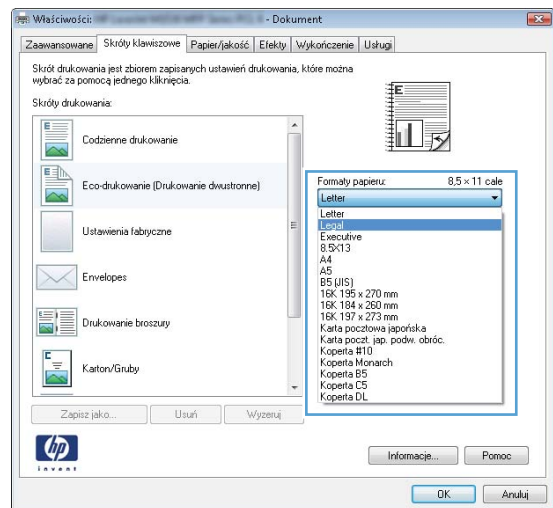 Właściwości: - Dokument
Zaawansowane Skróty klawiszowe Papier/jakość Efekty Wykończenie Usługi
Skrót drukowania jest zbiorem zapisanych ustawień drukowania, które można
wybrać za pomocą jednego kliknięcia.
Skróty drukowania:
Codzienne drukowanie
Eco-drukowanie (Drukowanie dwustronne)
Ustawienia fabryczne
Envelopes
Drukowanie broszury
Karton/Gruby
Formaty papieru: 8,5 × 11 cale
Letter
Letter
Legal
Executive
8.5X13
A4
A5
B5 (JIS)
16K 195 x 270 mm
16K 184 x 260 mm
16K 197 x 273 mm
Karta pocztowa japońska
Karta poczt. jap. podw. obróc.
Koperta #10
Koperta Monarch
Koperta B5
Koperta C5
Koperta DL
Zapisz jako... Usuń Wyzeruj
hp
invent
Informacje... Pomoc
OK Anuluj